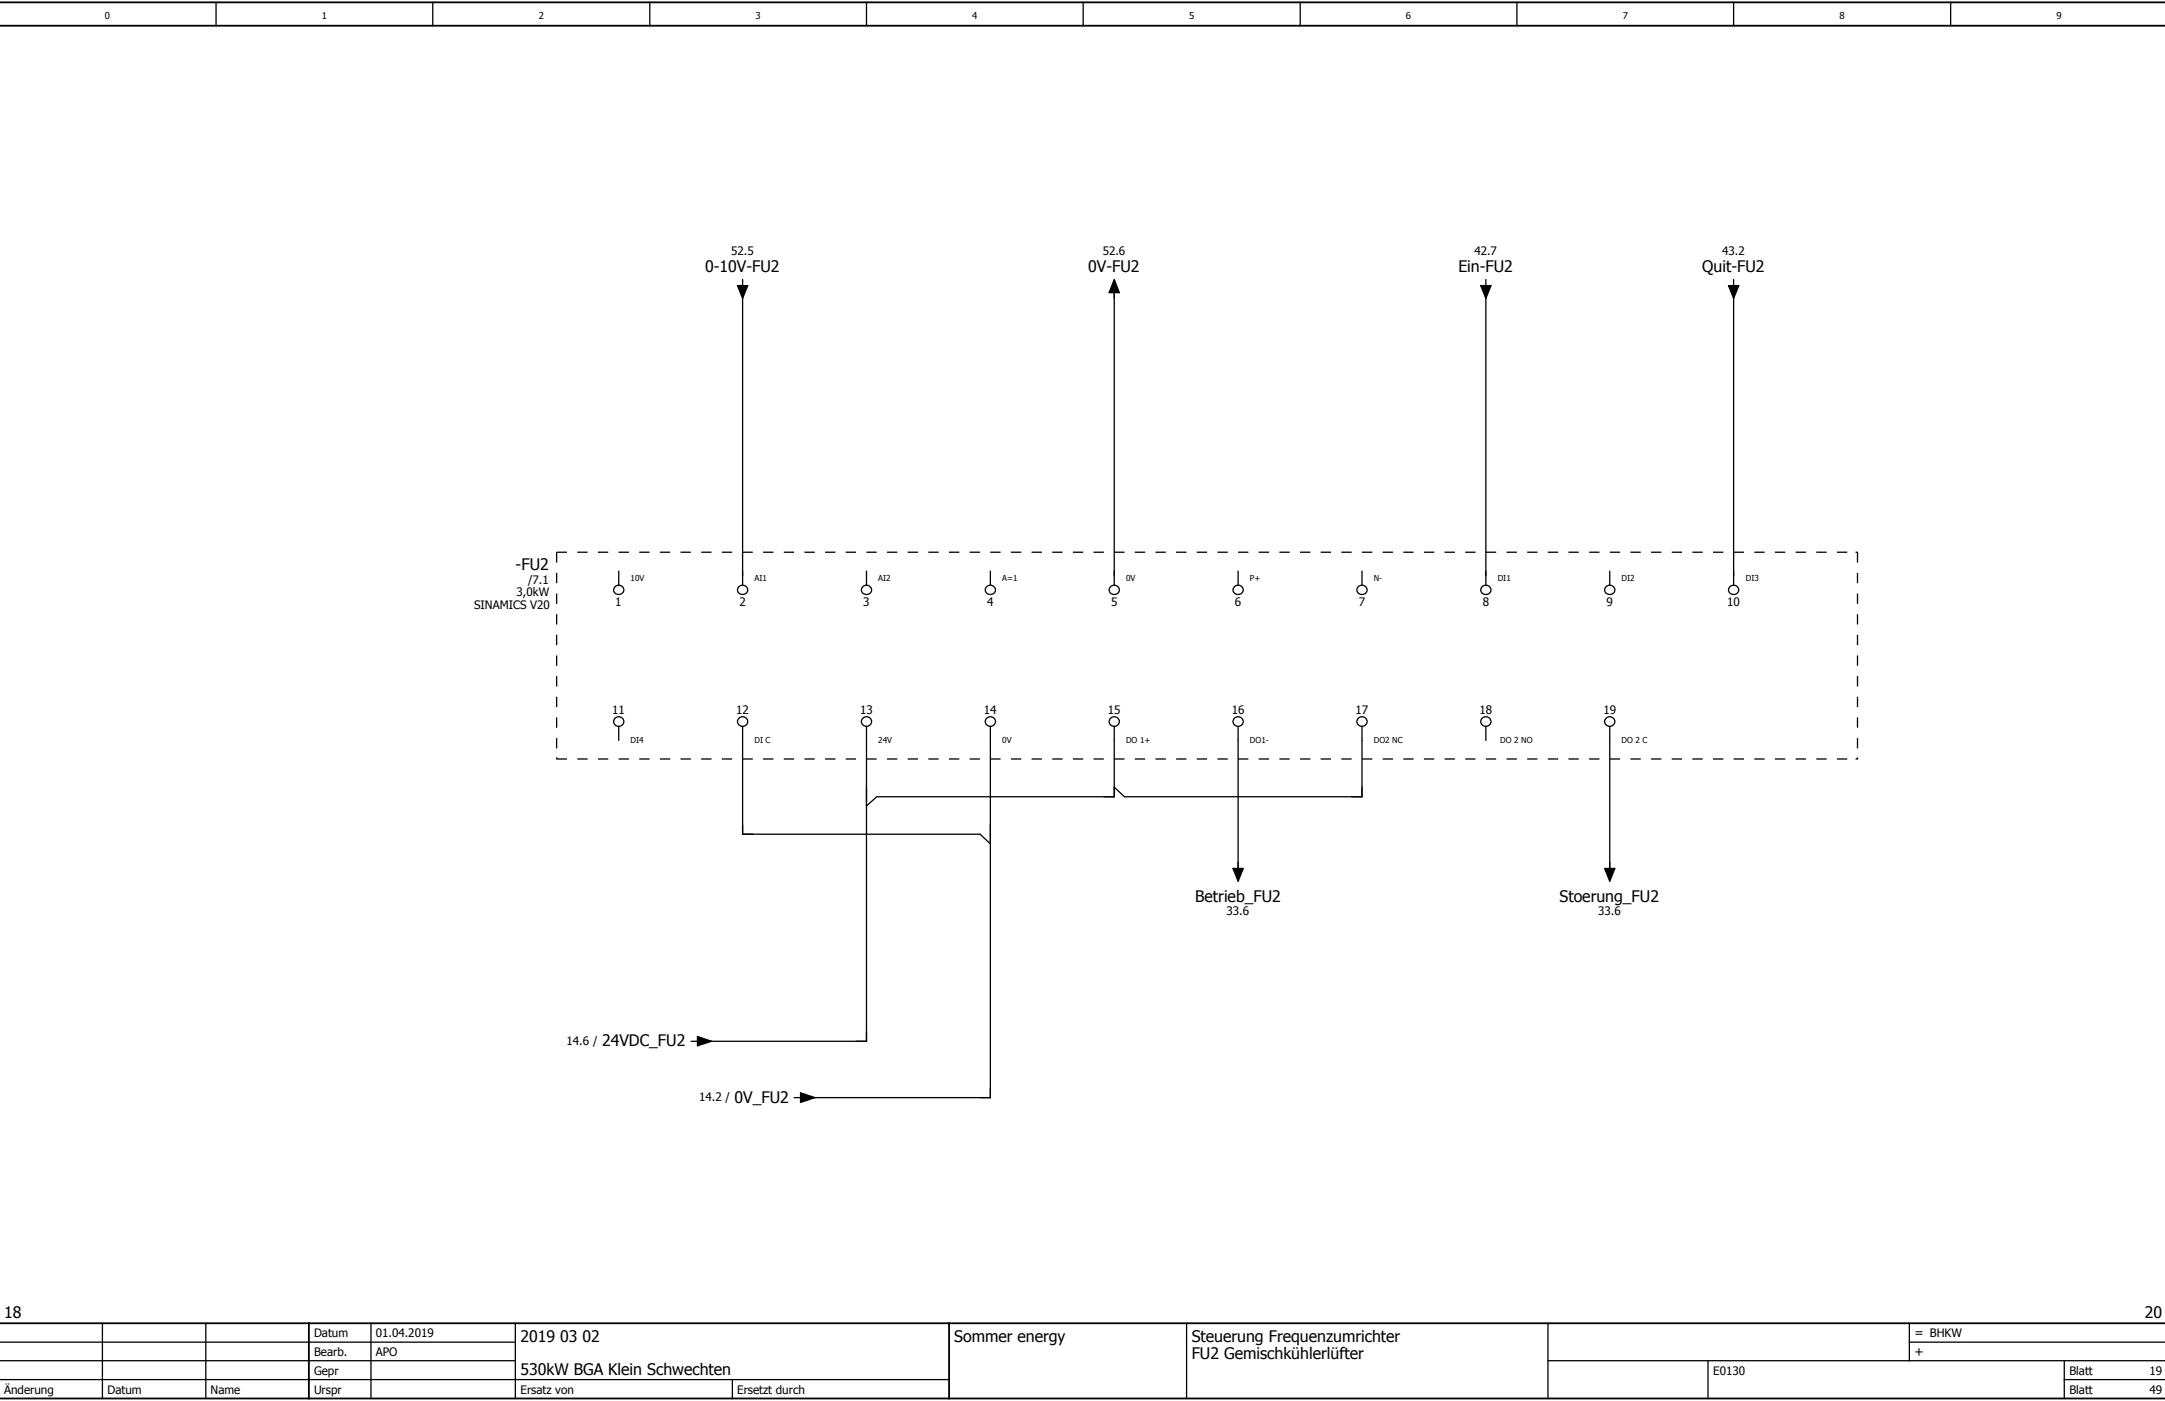 0 1 2 3 4 5 6 7 8 9
52.5 52.6 42.7 43.2
0-10V-FU2 0V-FU2 Ein-FU2 Quit-FU2
-FU2
/7.1
3,0kW
SINAMICS V20
10V AI1 AI2 A=1 0V P+ N- DI1 DI2 DI3
1 2 3 4 5 6 7 8 9 10
11 12 13 14 15 16 17 18 19
DI4 DI C 24V 0V DO 1+ DO1- DO2 NC DO 2 NO DO 2 C
Betrieb_FU2 Stoerung_FU2
33.6 33.6
14.6 / 24VDC_FU2
14.2 / 0V_FU2
18 20
Datum 01.04.2019
Bearb. APO
Gepr
Änderung Datum Name Urspr
2019 03 02
530kW BGA Klein Schwechten
Ersatz von Ersetzt durch
Sommer energy
Steuerung Frequenzumrichter
FU2 Gemischkühlerlüfter
= BHKW
+
E0130
Blatt 19
Blatt 49